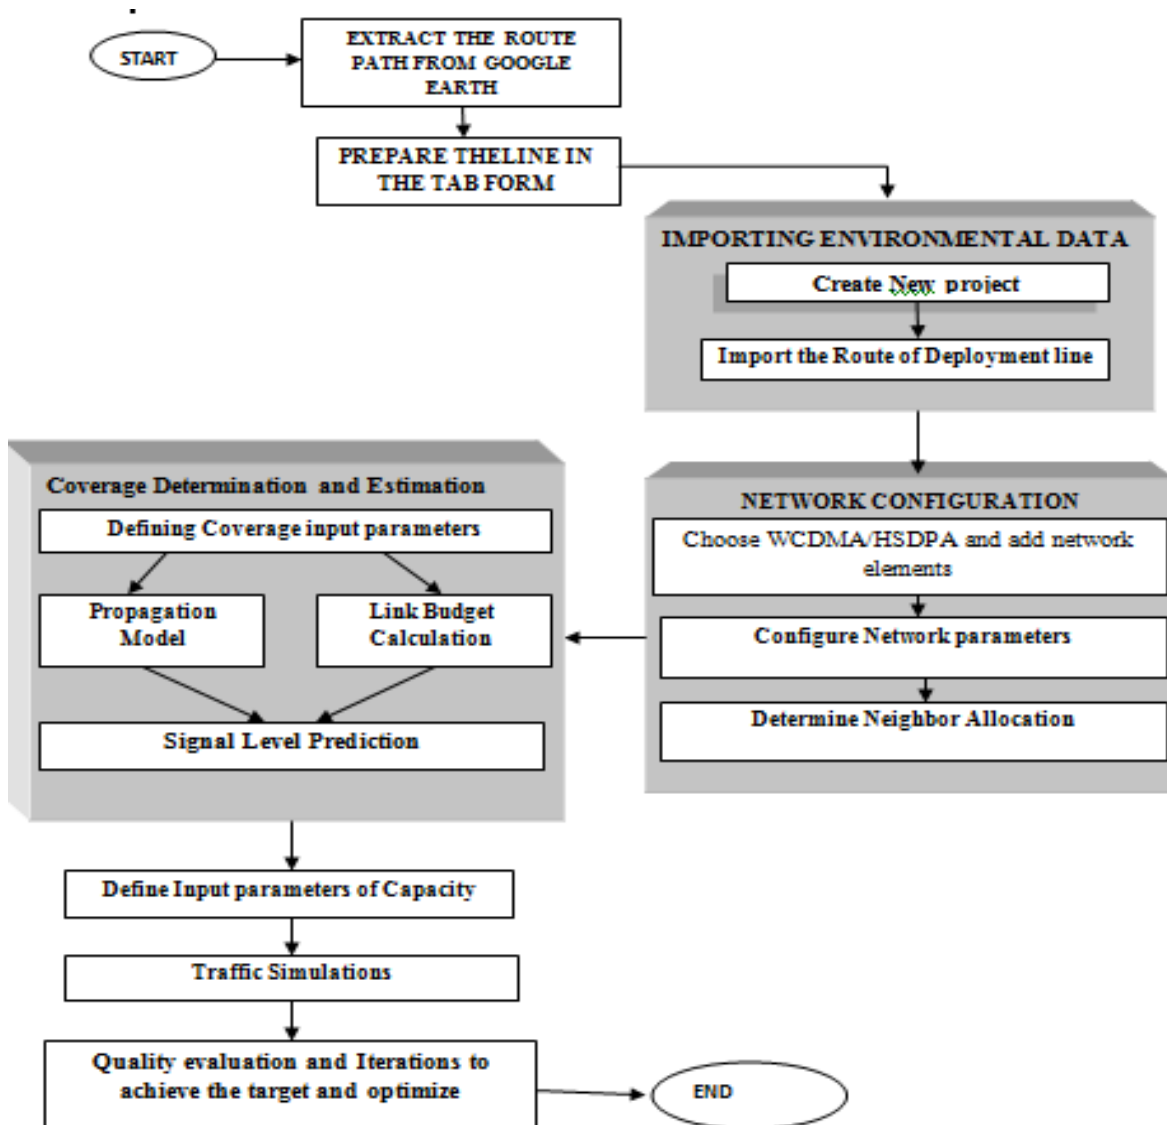 START
EXTRACT THE ROUTE
PATH FROM GOOGLE
EARTH
PREPARE THELINE IN
THE TAB FORM
IMPORTING ENVIRONMENTAL DATA
Create New project
Import the Route of Deployment line
NETWORK CONFIGURATION
Choose WCDMA/HSDPA and add network
elements
Configure Network parameters
Determine Neighbor Allocation
Coverage Determination and Estimation
Defining Coverage input parameters
Propagation
Model
Link Budget
Calculation
Signal Level Prediction
Define Input parameters of Capacity
Traffic Simulations
Quality evaluation and Iterations to
achieve the target and optimize
END